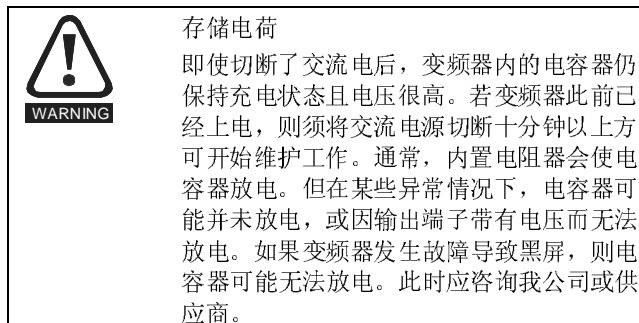 存储电荷
即使切断了交流电后，变频器内的电容器仍
保持充电状态且电压很高。若变频器此前已
WARNING
经上电，则须将交流电源切断十分钟以上方
可开始维护工作。通常，内置电阻器会使电
容器放电。但在某些异常情况下，电容器可
能并未放电，或因输出端子带有电压而无法
放电。如果变频器发生故障导致黑屏，则电
容器可能无法放电。此时应咨询我公司或供
应商。